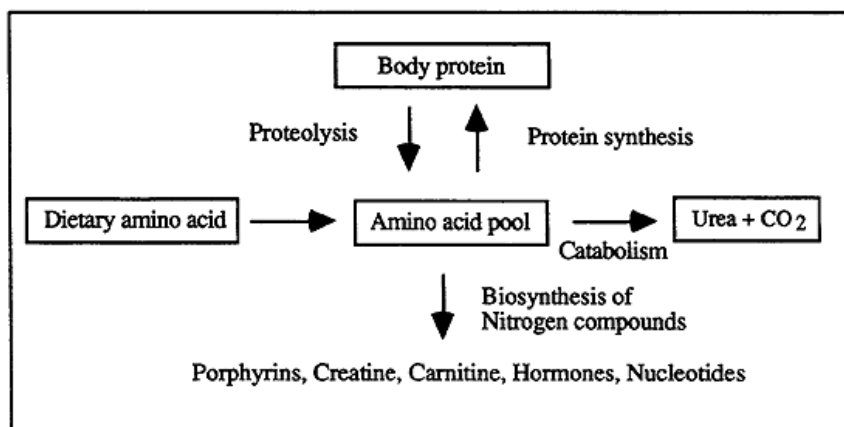 Body protein
Proteolysis
Protein synthesis
Dietary amino acid
Amino acid pool
Urea + CO₂
Catabolism
Biosynthesis of
Nitrogen compounds
Porphyrins, Creatine, Carnitine, Hormones, Nucleotides